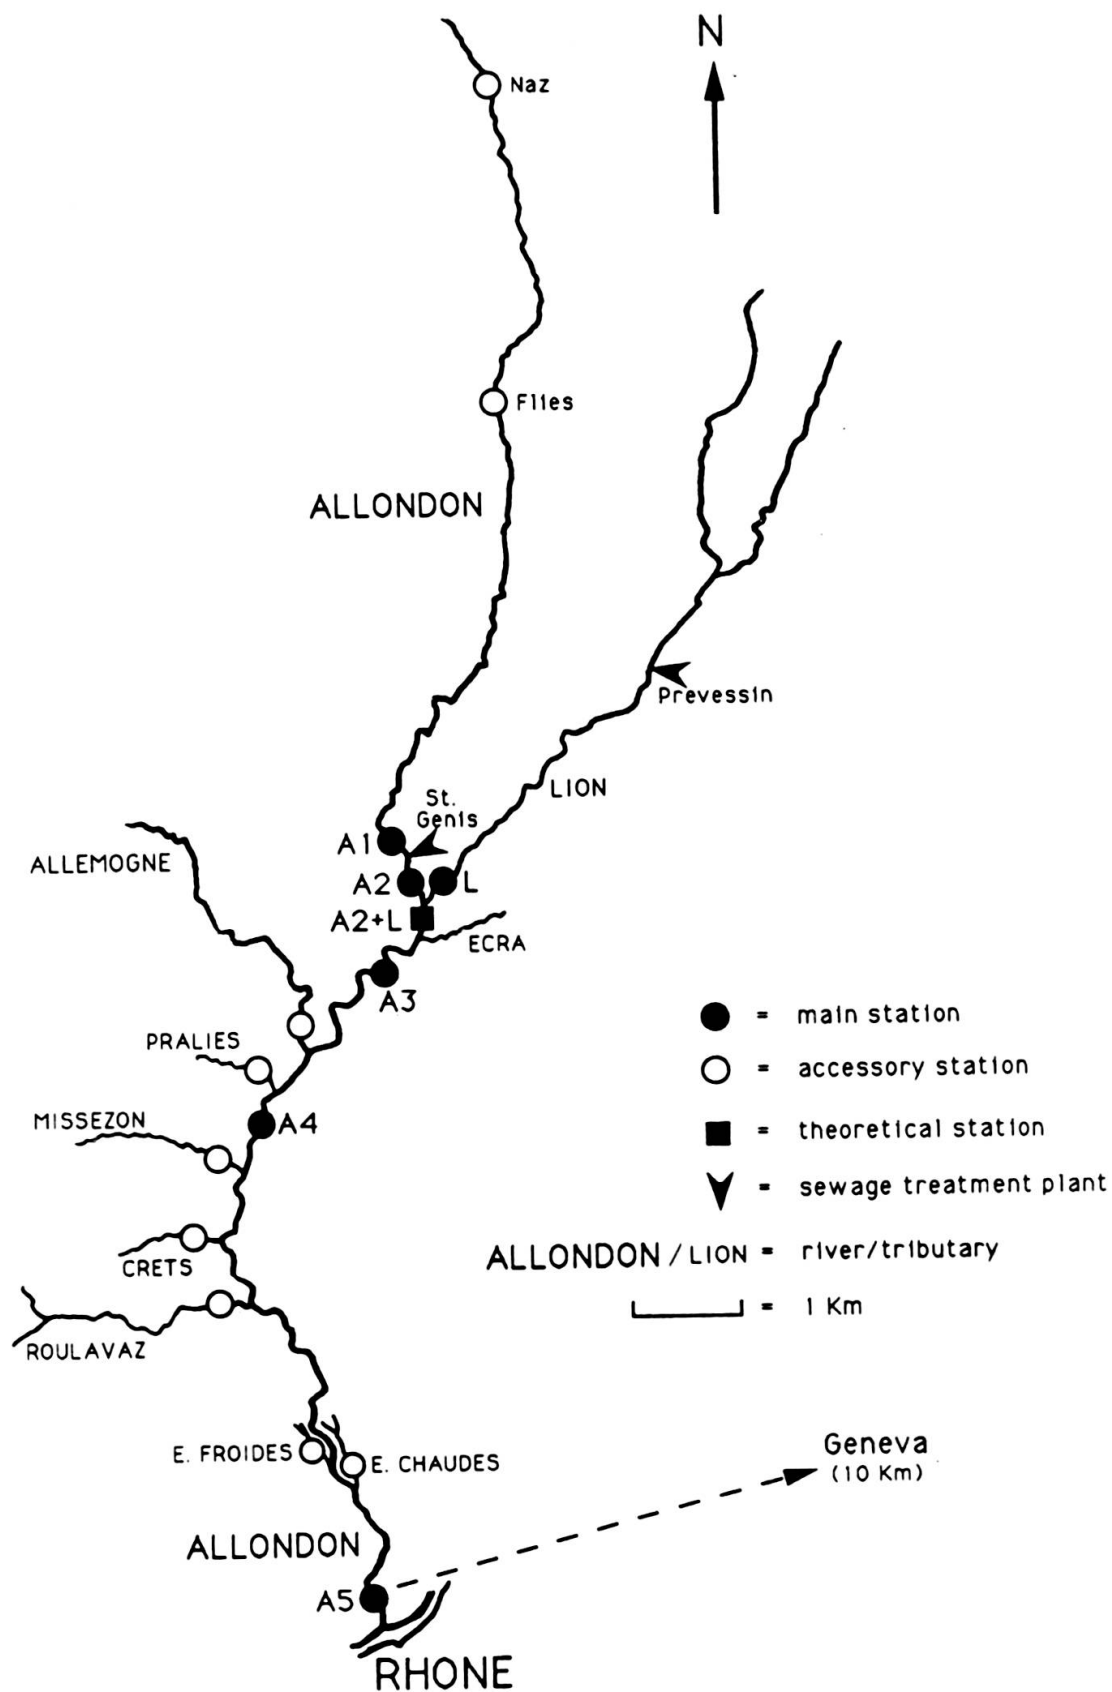 N
Naz
Flies
ALLONDON
Prevessin
LION
St.
Genis
A1
ALLEMOGNE
A2
L
A2+L
ECRA
A3
PRALIES
= main station
= accessory station
MISSEZON
A4
= theoretical station
= sewage treatment plant
CRETS
ALLONDON / LION = river/tributary
= 1 Km
ROULAVAZ
E. FROIDES
E. CHAUDES
Geneva
(10 Km)
ALLONDON
A5
RHONE